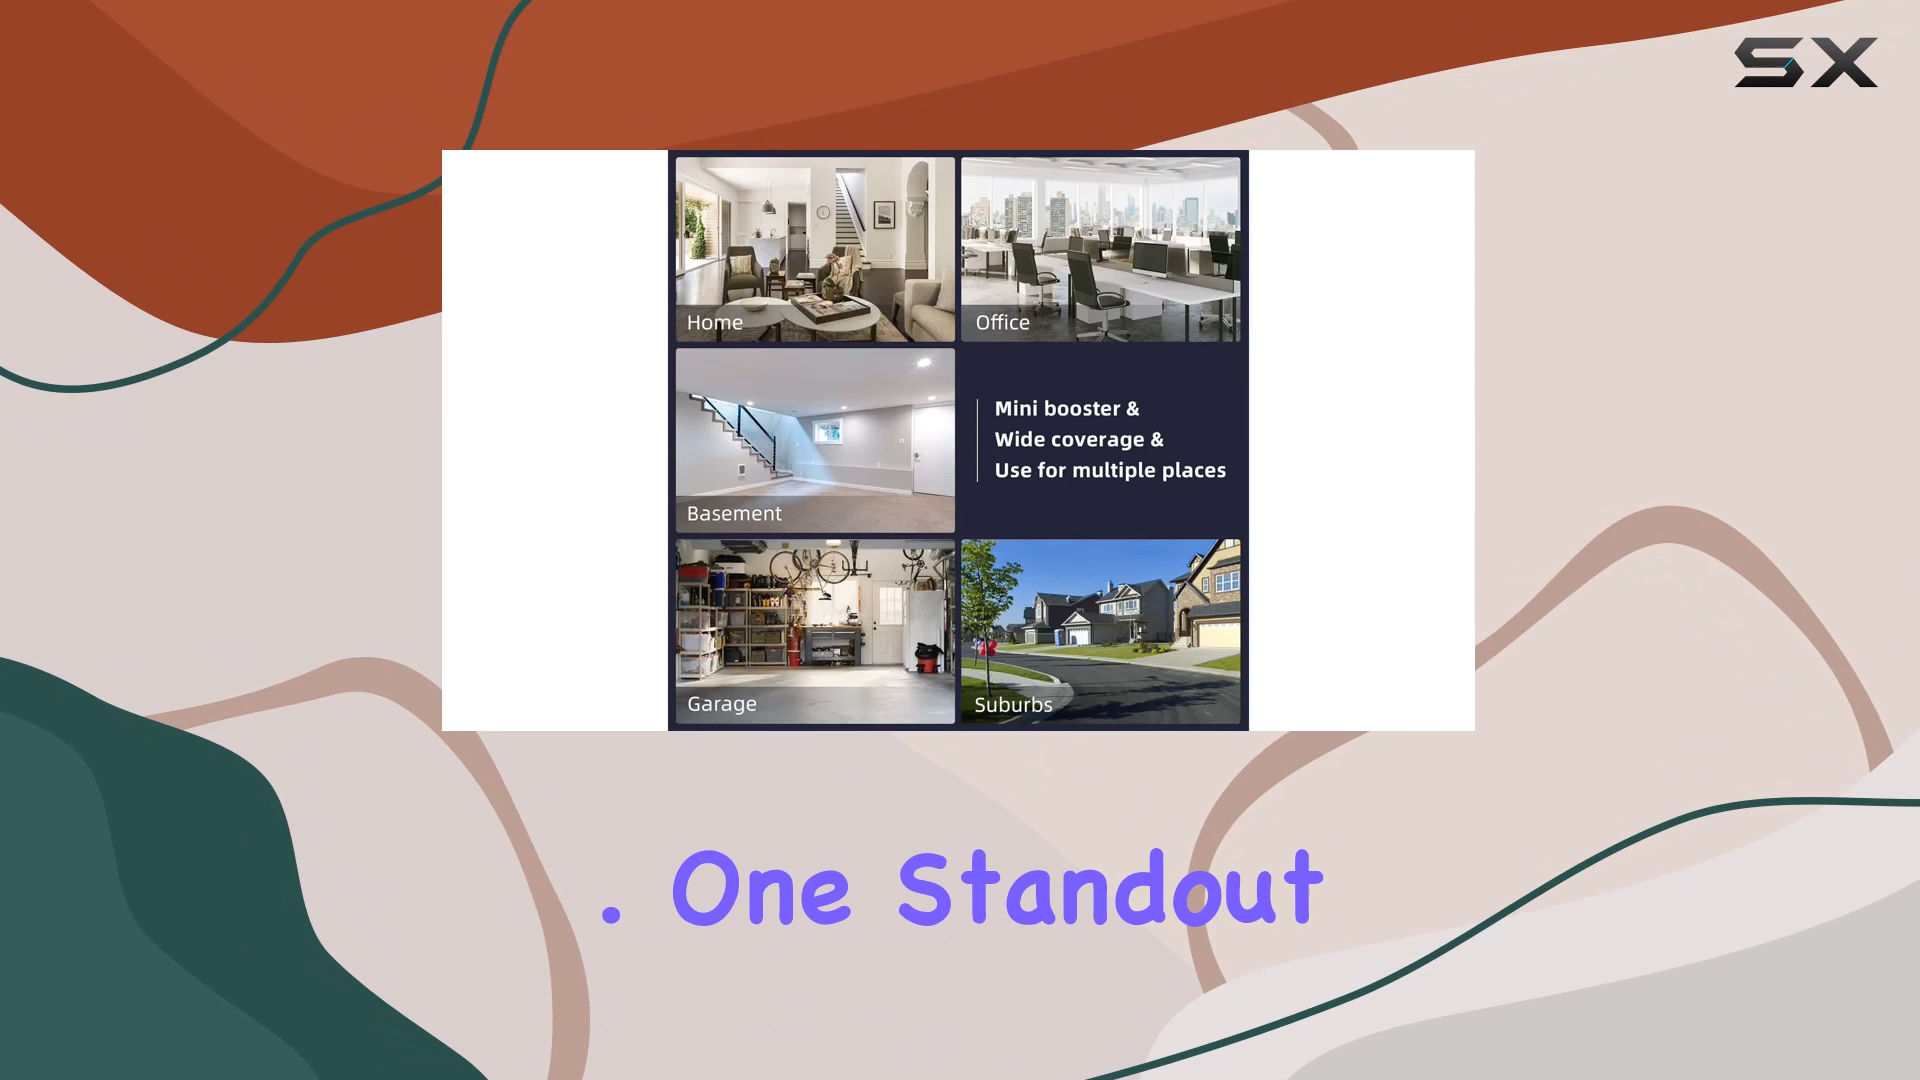 SX
Home
Office
Basement
Mini booster &
Wide coverage &
Use for multiple places
Garage
Suburbs
. One Standout